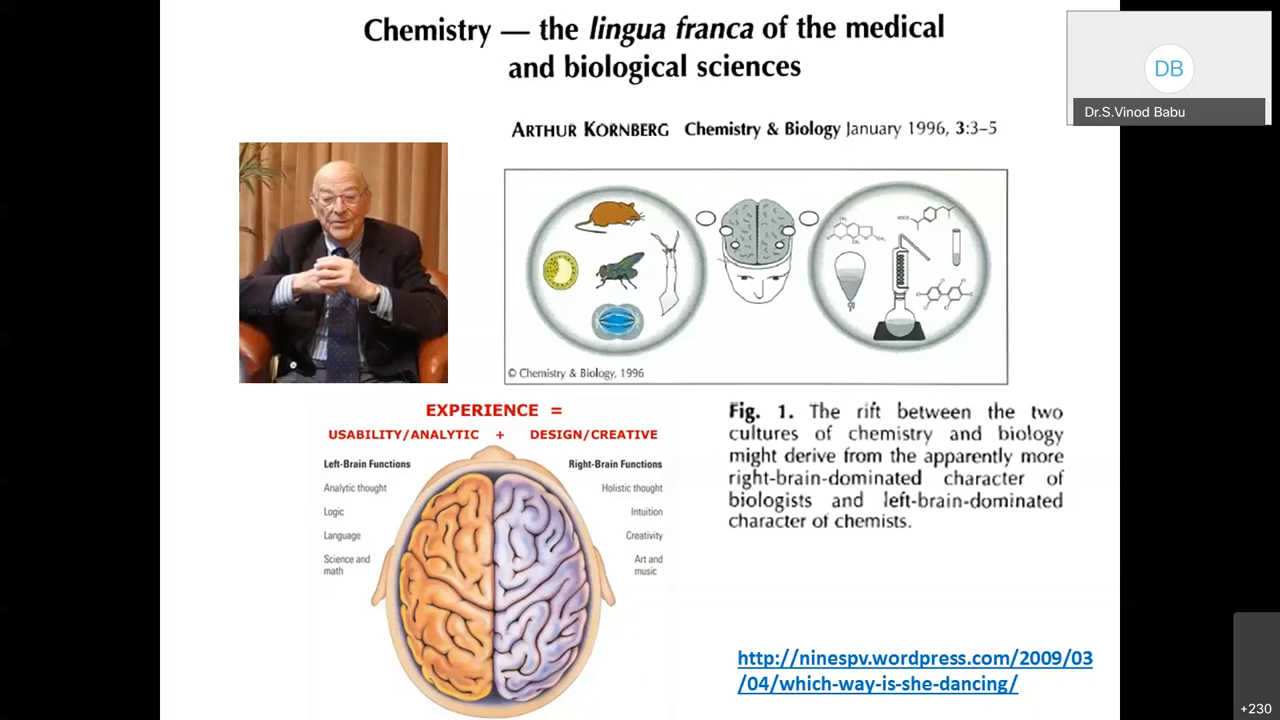 Chemistry — the lingua franca of the medical
and biological sciences
DB
Dr.S.Vinod Babu
ARTHUR KORNBERG Chemistry & Biology January 1996, 3:3–5
© Chemistry & Biology, 1996
EXPERIENCE =
USABILITY/ANALYTIC + DESIGN/CREATIVE
Left-Brain Functions
Analytic thought
Logic
Language
Science and
math
Right-Brain Functions
Holistic thought
Intuition
Creativity
Art and
music
Fig. 1. The rift between the two
cultures of chemistry and biology
might derive from the apparently more
right-brain-dominated character of
biologists and left-brain-dominated
character of chemists.
http://ninespv.wordpress.com/2009/03
/04/which-way-is-she-dancing/
+230